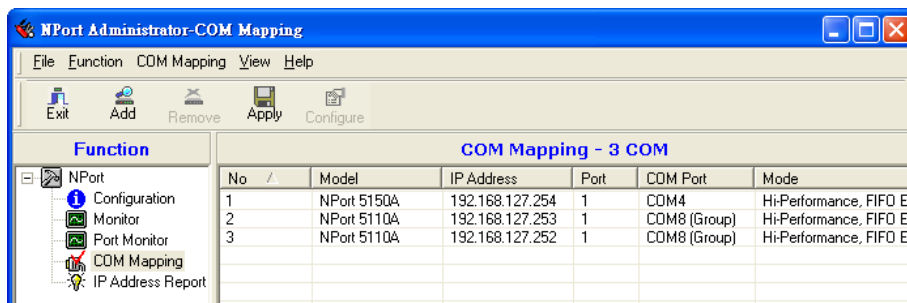 NPort Administrator-COM Mapping
File Function COM Mapping View Help
Exit Add Remove Apply Configure
Function
COM Mapping - 3 COM
NPort
Configuration
Monitor
Port Monitor
COM Mapping
IP Address Report
No Model IP Address Port COM Port Mode
1 NPort 5150A 192.168.127.254 1 COM4 Hi-Performance, FIFO E
2 NPort 5110A 192.168.127.253 1 COM8 (Group) Hi-Performance, FIFO E
3 NPort 5110A 192.168.127.252 1 COM8 (Group) Hi-Performance, FIFO E